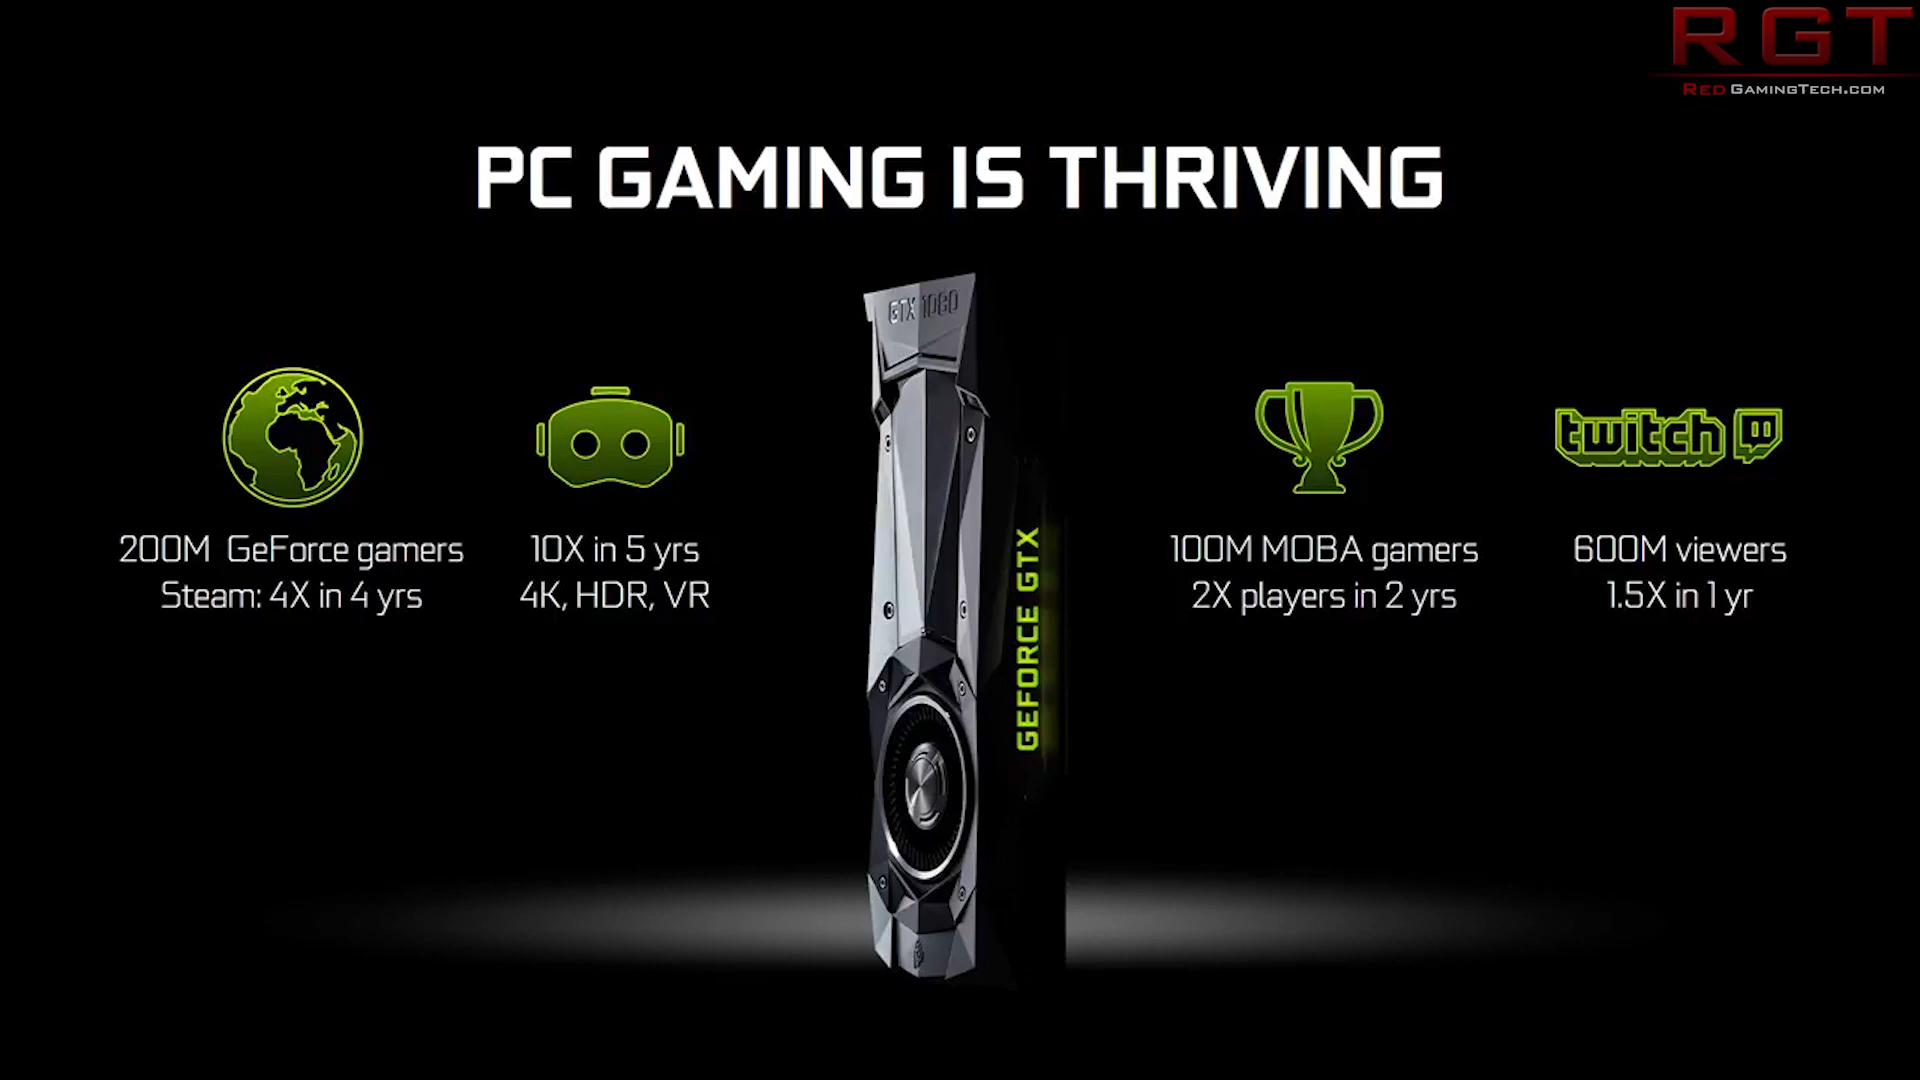 RGT
RED GAMINGTECH.COM
PC GAMING IS THRIVING
GTX 1080
200M GeForce gamers
Steam: 4X in 4 yrs
10X in 5 yrs
4K, HDR, VR
GEFORCE GTX
100M MOBA gamers
2X players in 2 yrs
twitch
600M viewers
1.5X in 1 yr